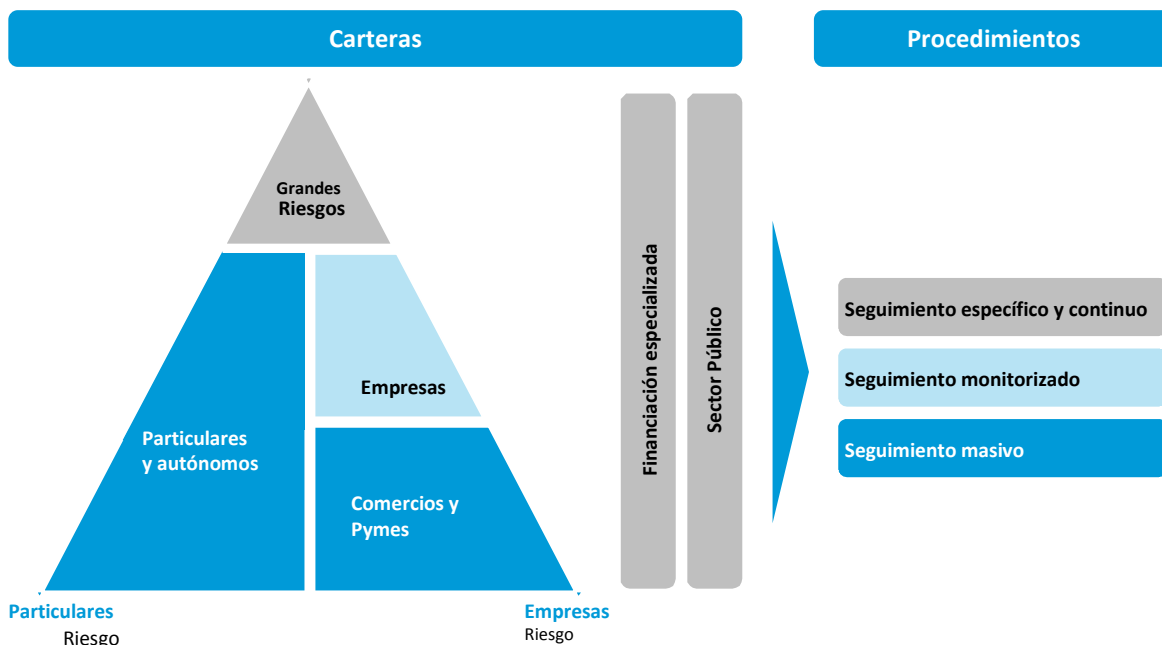 Carteras
Procedimientos
Grandes
Riesgos
Empresas
Particulares
y autónomos
Comercios y
Pymes
Financiación especializada
Sector Público
Seguimiento específico y continuo
Seguimiento monitorizado
Seguimiento masivo
Particulares
Riesgo
Empresas
Riesgo